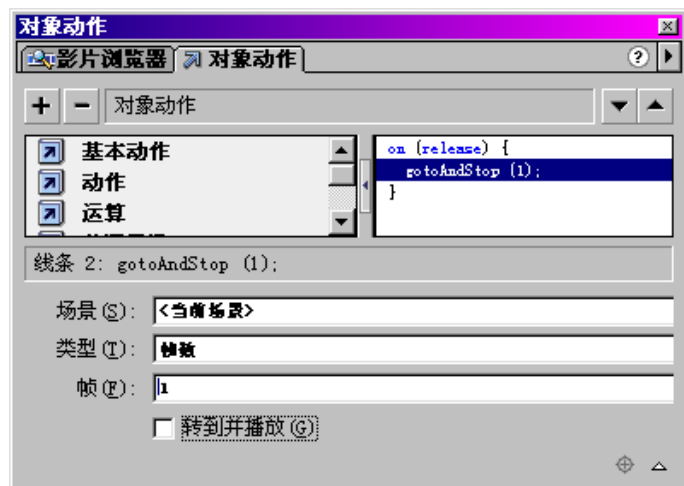 对象动作
影片浏览器 对象动作 ?
+ - 对象动作
基本动作
动作
运算
on (release) {
gotoAndStop (1);
}
线条 2: gotoAndStop (1);
场景(S): <当前场景>
类型(T): 帧数
帧(F): 1
转到并播放(G)